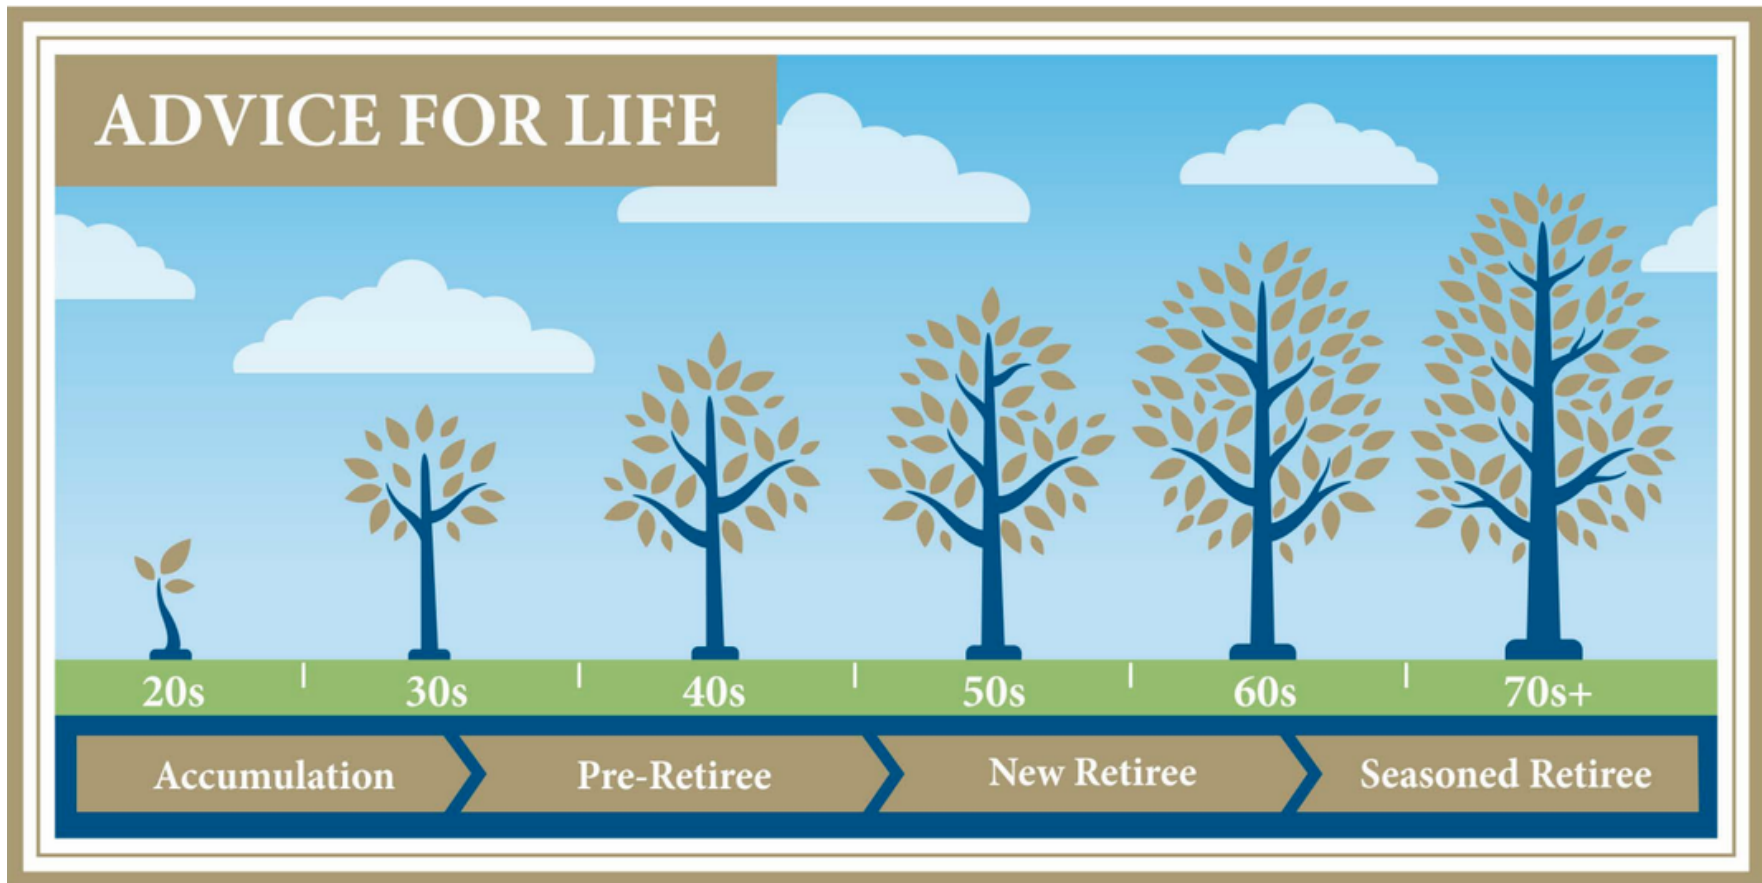 ADVICE FOR LIFE
20s 30s 40s 50s 60s 70s+
Accumulation Pre-Retiree New Retiree Seasoned Retiree